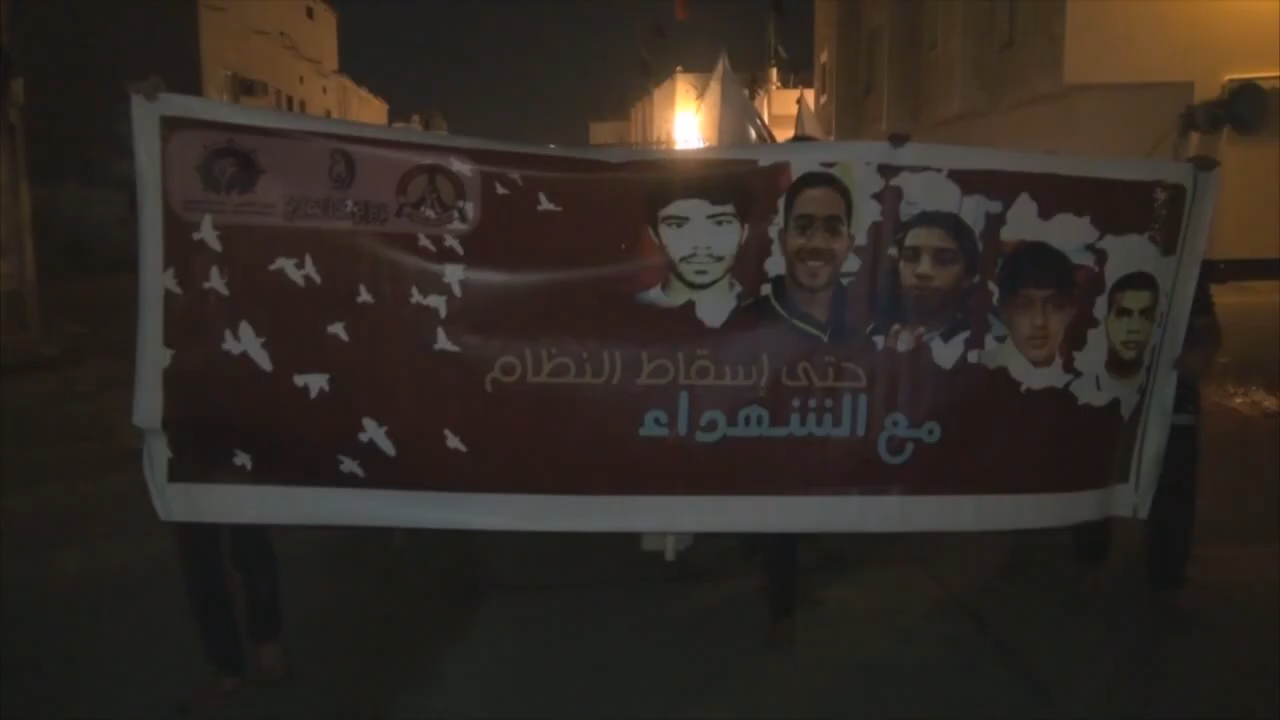 حتى إسقاط النظام
مع الشهداء